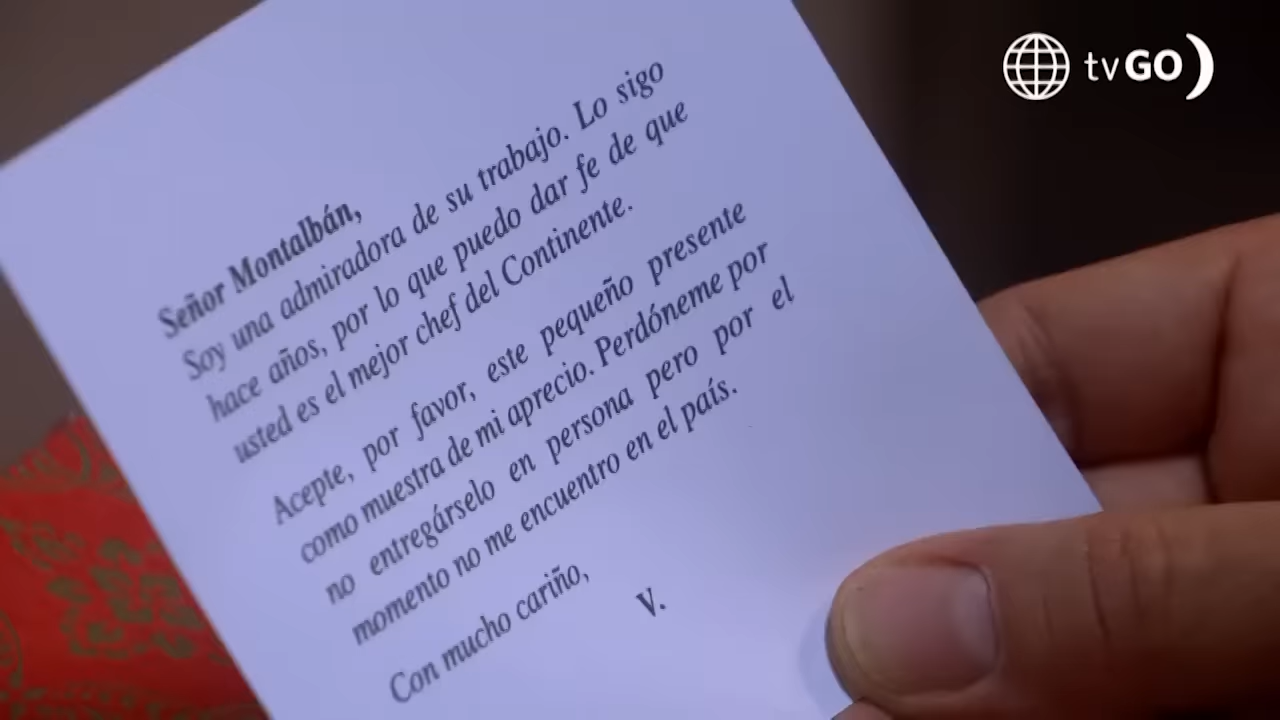 tvGO
Señor Montalbán,
Soy una admiradora de su trabajo. Lo sigo
hace años, por lo que puedo dar fe de que
usted es el mejor chef del Continente.
Acepte, por favor, este pequeño presente
como muestra de mi aprecio. Perdóneme por
no entregárselo en persona pero por el
momento no me encuentro en el país.
Con mucho cariño,
V.